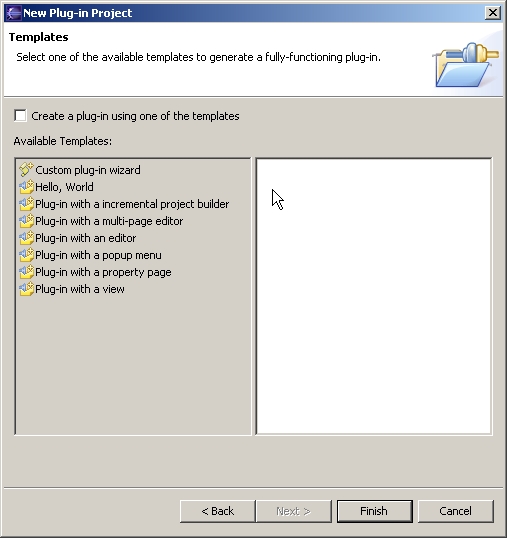 New Plug-in Project
Templates
Select one of the available templates to generate a fully-functioning plug-in.
Create a plug-in using one of the templates
Available Templates:
Custom plug-in wizard
Hello, World
Plug-in with a incremental project builder
Plug-in with a multi-page editor
Plug-in with an editor
Plug-in with a popup menu
Plug-in with a property page
Plug-in with a view
< Back
Next >
Finish
Cancel